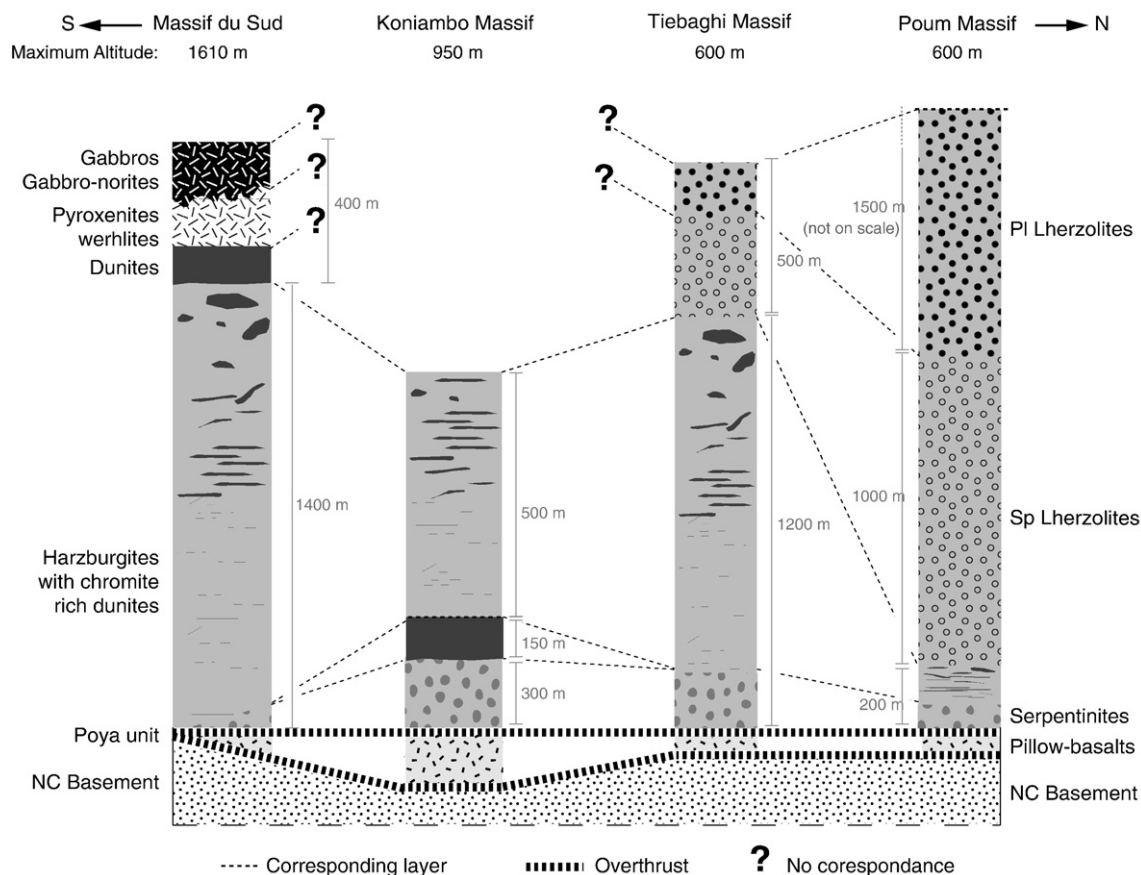 S Massif du Sud Koniambo Massif Tiebaghi Massif Poum Massif N
Maximum Altitude: 1610 m 950 m 600 m 600 m
? ?
Gabbros
Gabbro-norites
? ?
400 m
1500 m
(not on scale)
Pyroxenites
werhlites
?
Pl Lherzolites
500 m
Dunites
1400 m
500 m
1000 m
1200 m
Sp Lherzolites
Harzburgites
with chromite
rich dunites
150 m
300 m
200 m
Serpentinites
Poya unit
Pillow-basalts
NC Basement
NC Basement
Corresponding layer Overthrust ? No corespondance